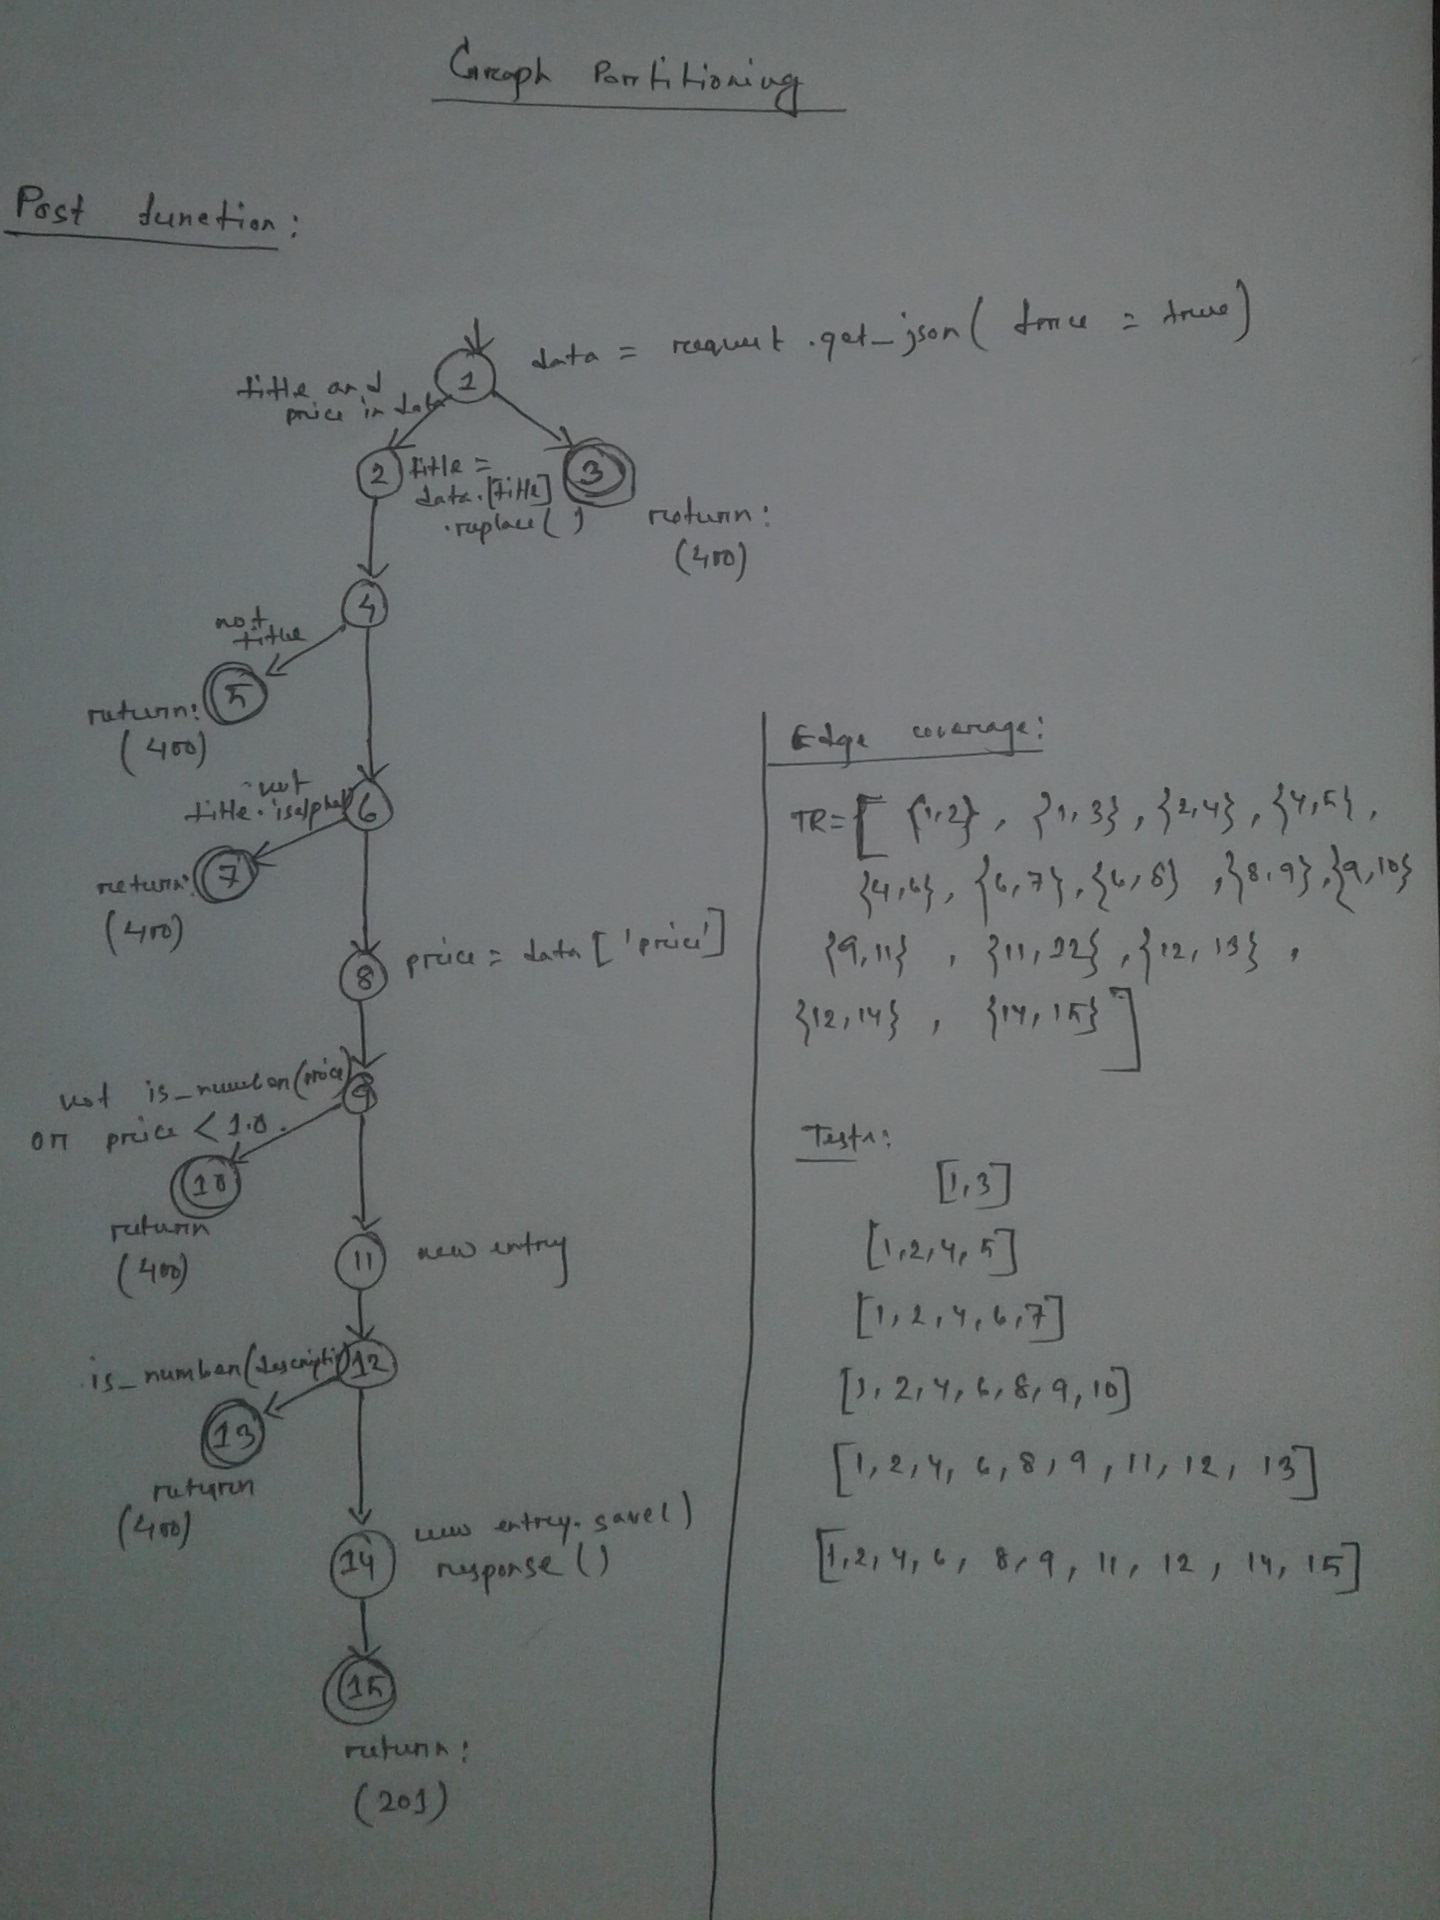 Graph Partitioning
Post function:
data = request.get_json( force = true)
title and
price in data
1
2
title =
data.[title]
.replace( )
3
return:
(400)
4
not
title
5
return:
(400)
not
title.isalpha
6
7
return:
(400)
8
price = data ['price']
not is_number(price)
or price < 1.0.
9
10
return
(400)
11
new entry
is_number(description)
12
13
return
(400)
14
new entry.save()
response ()
15
return:
(201)
Edge coverage:
TR=[ {1,2}, {1,3}, {2,4}, {4,5},
{4,6}, {6,7}, {6,8}, {8,9}, {9,10}
{9,11}, {11,12}, {12,13},
{12,14}, {14,15}]
Tests:
[1,3]
[1,2,4,5]
[1,2,4,6,7]
[1,2,4,6,8,9,10]
[1,2,4,6,8,9,11,12,13]
[1,2,4,6,8,9,11,12,14,15]